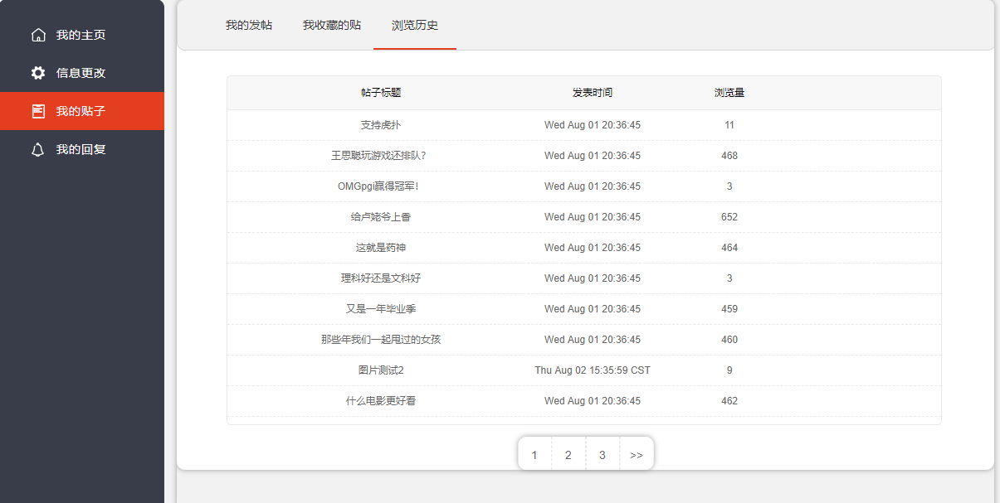 我的主页
信息更改
我的贴子
我的回复
我的发帖 我收藏的贴 浏览历史
帖子标题 发表时间 浏览量
支持虎扑 Wed Aug 01 20:36:45 11
王思聪玩游戏还排队? Wed Aug 01 20:36:45 468
OMGpgi赢得冠军! Wed Aug 01 20:36:45 3
给卢姥爷上香 Wed Aug 01 20:36:45 652
这就是药神 Wed Aug 01 20:36:45 464
理科好还是文科好 Wed Aug 01 20:36:45 3
又是一年毕业季 Wed Aug 01 20:36:45 459
那些年我们一起甩过的女孩 Wed Aug 01 20:36:45 460
图片测试2 Thu Aug 02 15:35:59 CST 9
什么电影更好看 Wed Aug 01 20:36:45 462
1 2 3 >>